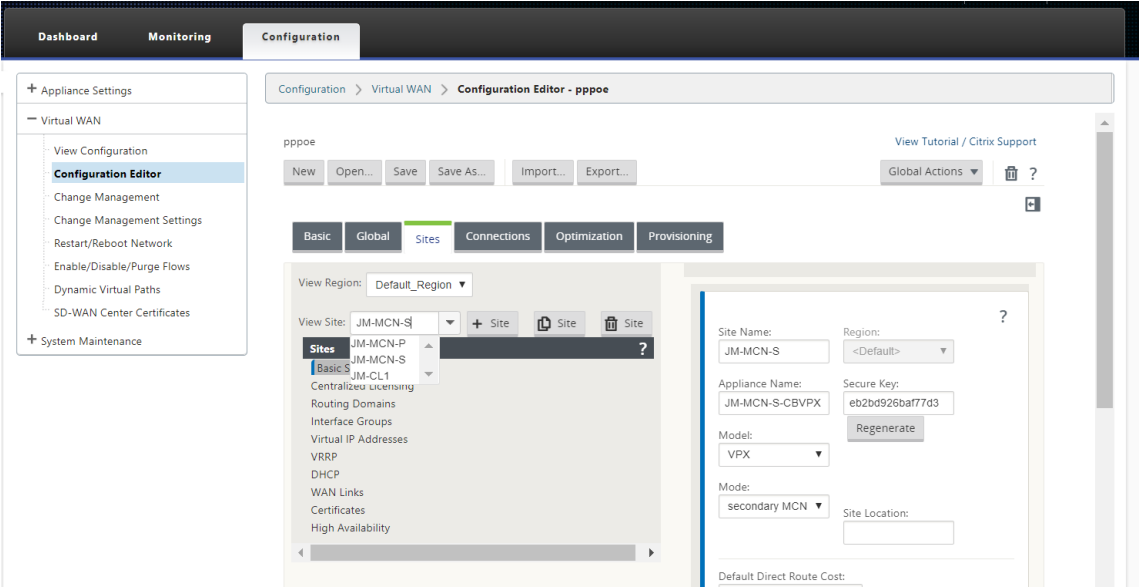 Dashboard Monitoring Configuration
+ Appliance Settings
− Virtual WAN
View Configuration
Configuration Editor
Change Management
Change Management Settings
Restart/Reboot Network
Enable/Disable/Purge Flows
Dynamic Virtual Paths
SD-WAN Center Certificates
+ System Maintenance
Configuration > Virtual WAN > Configuration Editor - pppoe
pppoe
View Tutorial / Citrix Support
New Open... Save Save As... Import... Export... Global Actions ?
Basic Global Sites Connections Optimization Provisioning
View Region: Default_Region
View Site: JM-MCN-S + Site Site Site
JM-MCN-P
JM-MCN-S
JM-CL1
Sites ?
Basic S
Centralized Licensing
Routing Domains
Interface Groups
Virtual IP Addresses
VRRP
DHCP
WAN Links
Certificates
High Availability
?
Site Name: Region:
JM-MCN-S <Default>
Appliance Name: Secure Key:
JM-MCN-S-CBVPX eb2bd926baf77d3
Regenerate
Model:
VPX
Mode:
secondary MCN
Site Location:
Default Direct Route Cost: